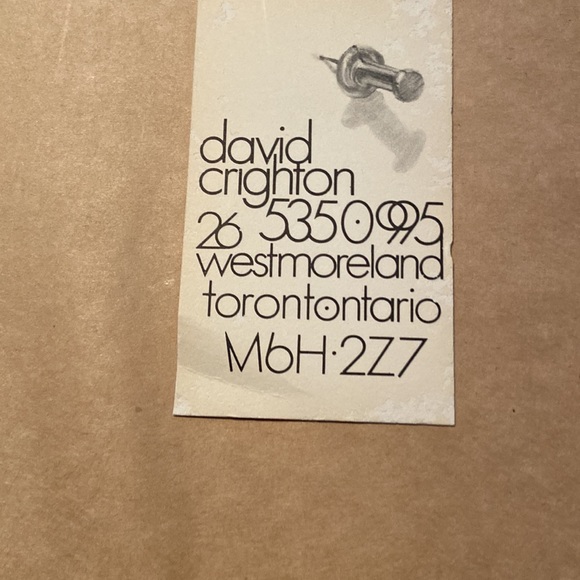 david
crighton
535·0995
26
westmoreland
torontontario
M6H·2Z7